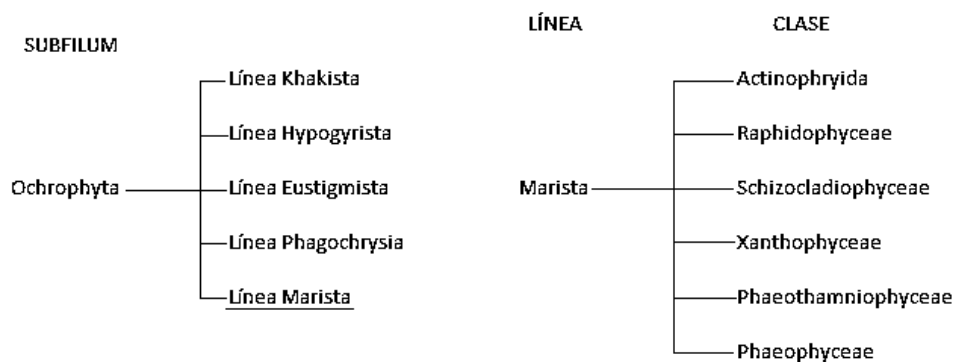 SUBFILUM
Ochrophyta
Línea Khakista
Línea Hypogyrista
Línea Eustigmista
Línea Phagochrysia
Línea Marista
LÍNEA
CLASE
Marista
Actinophryida
Raphidophyceae
Schizocladiophyceae
Xanthophyceae
Phaeothamniophyceae
Phaeophyceae